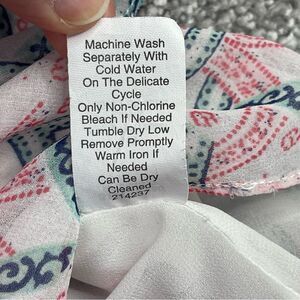 Machine Wash
Separately With
Cold Water
On The Delicate
Cycle
Only Non-Chlorine
Bleach If Needed
Tumble Dry Low
Remove Promptly
Warm Iron If
Needed
Can Be Dry
Cleaned
214237